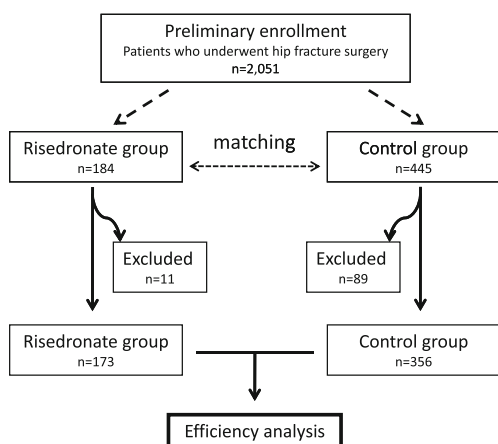 Preliminary enrollment
Patients who underwent hip fracture surgery
n=2,051
Risedronate group
n=184
matching
Control group
n=445
Excluded
n=11
Excluded
n=89
Risedronate group
n=173
Control group
n=356
Efficiency analysis